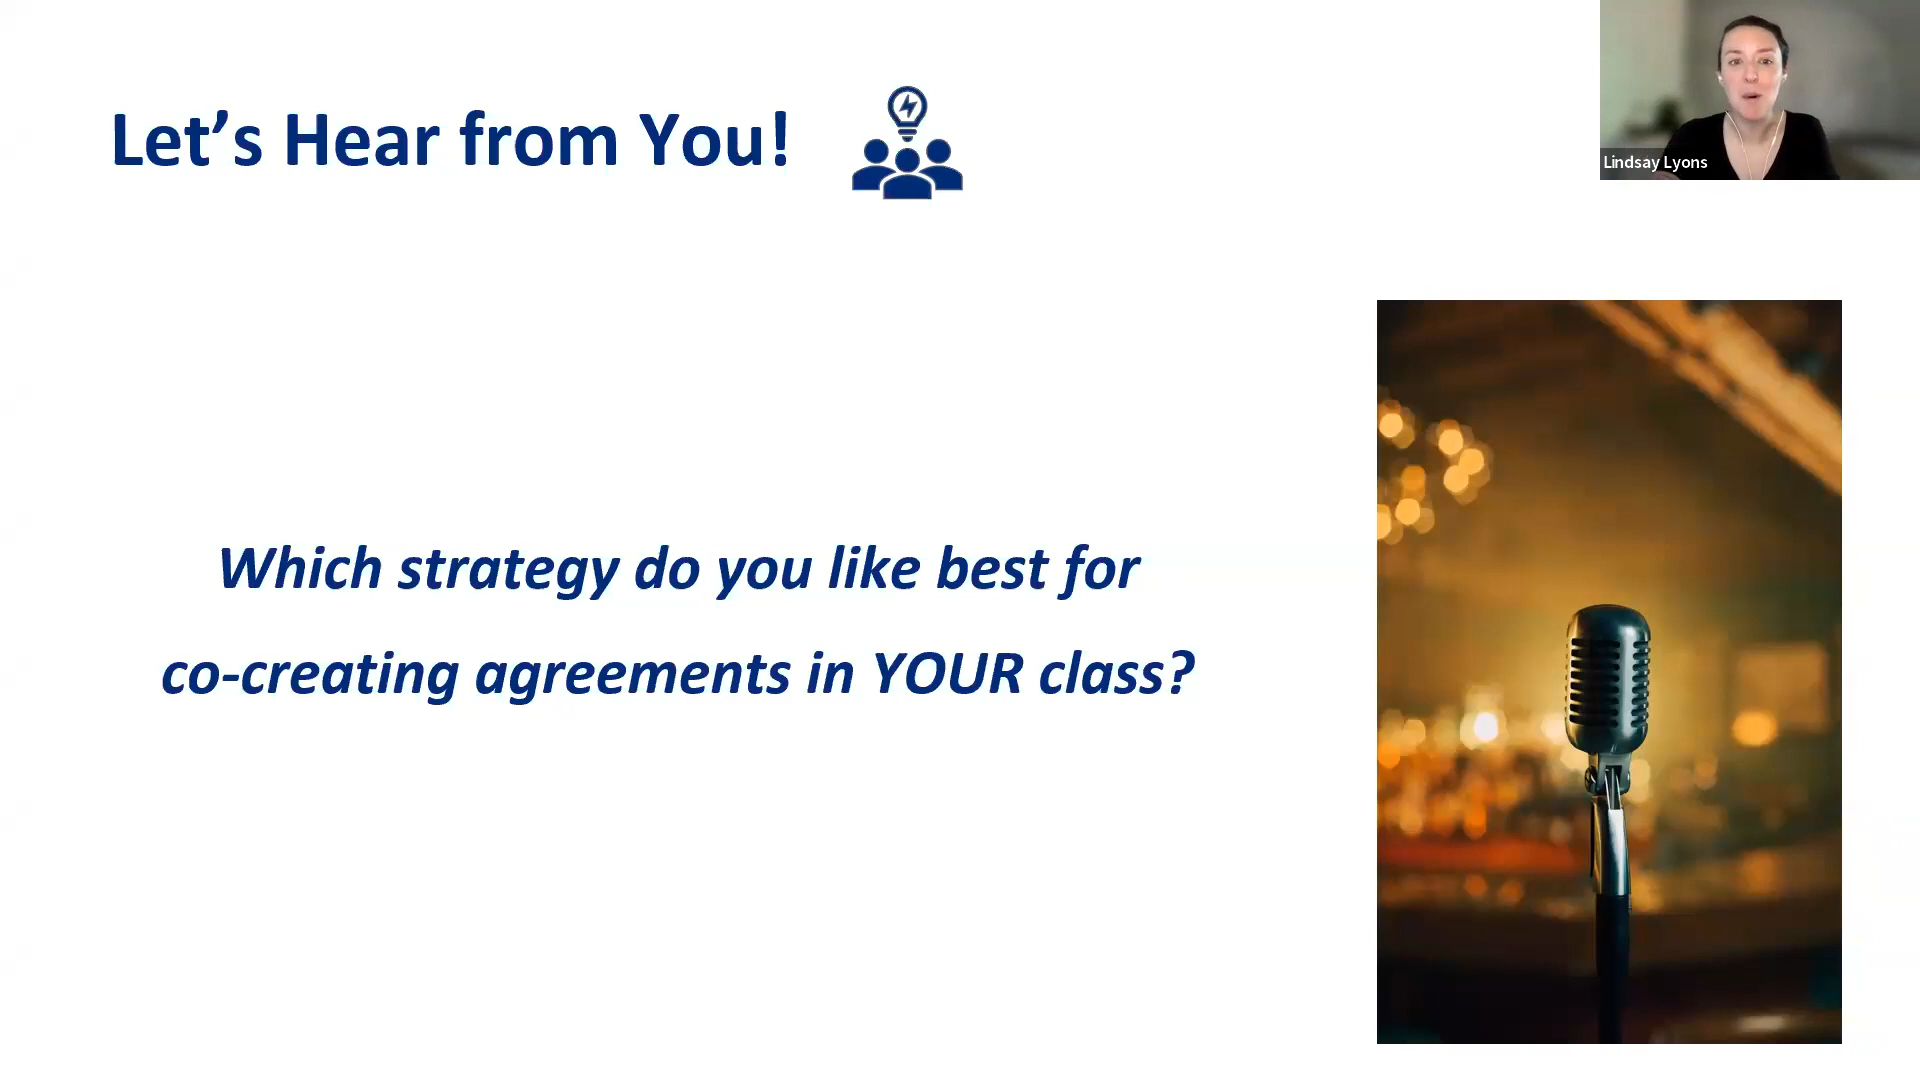 Let’s Hear from You!
Lindsay Lyons
Which strategy do you like best for
co-creating agreements in YOUR class?